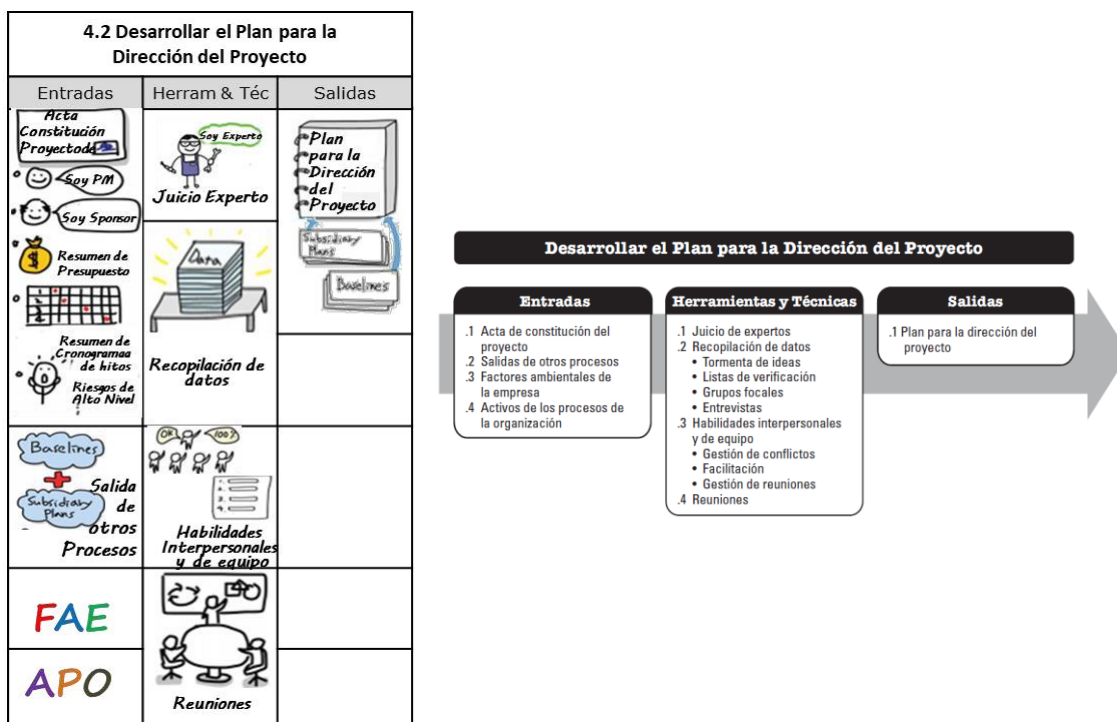 4.2 Desarrollar el Plan para la
Dirección del Proyecto
Entradas
Herram & Téc
Salidas
Acta
Constitución
Proyectode
Soy PM
Soy Sponsor
Resumen de
Presupuesto
Resumen de
Cronogramaa
de hitos
Riesgos de
Alto Nivel
Baselines
Subsidiary
Plans
Salida
de
otros
Procesos
FAE
APO
Soy Experto
Juicio Experto
Data
Recopilación de
datos
OK
100%
1.
2.
3.
4.
Habilidades
Interpersonales
y de equipo
Reuniones
Plan
para la
Dirección
del
Proyecto
Subsidiary
Plans
Baselines
Desarrollar el Plan para la Dirección del Proyecto
Entradas
.1 Acta de constitución del
proyecto
.2 Salidas de otros procesos
.3 Factores ambientales de
la empresa
.4 Activos de los procesos de
la organización
Herramientas y Técnicas
.1 Juicio de expertos
.2 Recopilación de datos
• Tormenta de ideas
• Listas de verificación
• Grupos focales
• Entrevistas
.3 Habilidades interpersonales
y de equipo
• Gestión de conflictos
• Facilitación
• Gestión de reuniones
.4 Reuniones
Salidas
.1 Plan para la dirección del
proyecto